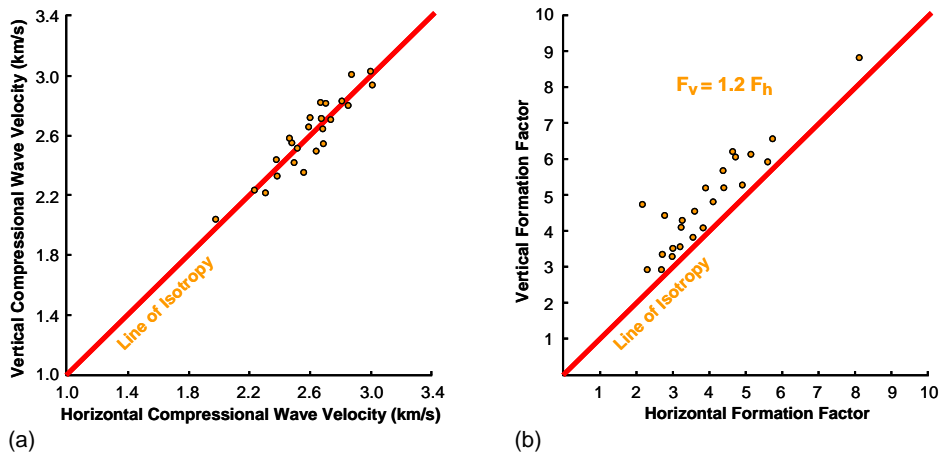 3.4
3.0
2.6
2.2
1.8
1.4
1.0
Vertical Compressional Wave Velocity (km/s)
Line of Isotropy
1.0 1.4 1.8 2.2 2.6 3.0 3.4
Horizontal Compressional Wave Velocity (km/s)
(a)
10
9
8
7
6
5
4
3
2
1
Vertical Formation Factor
Fv = 1.2 Fh
Line of Isotropy
1 2 3 4 5 6 7 8 9 10
Horizontal Formation Factor
(b)